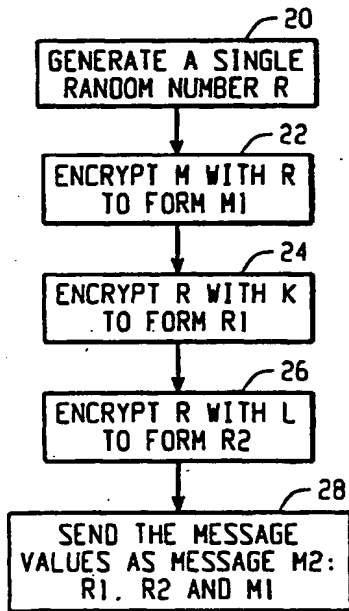 20
GENERATE A SINGLE
RANDOM NUMBER R
22
ENCRYPT M WITH R
TO FORM M1
24
ENCRYPT R WITH K
TO FORM R1
26
ENCRYPT R WITH L
TO FORM R2
28
SEND THE MESSAGE
VALUES AS MESSAGE M2:
R1, R2 AND M1